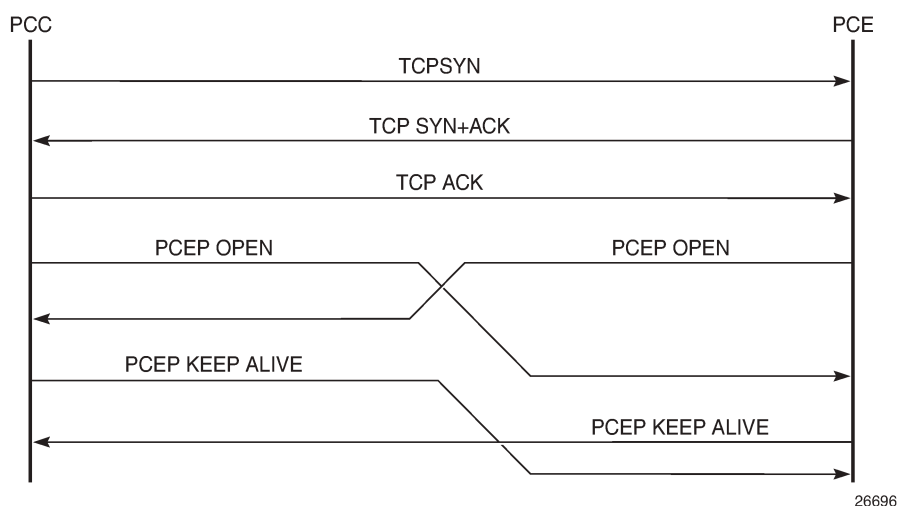 PCC
PCE
TCPSYN
TCP SYN+ACK
TCP ACK
PCEP OPEN
PCEP OPEN
PCEP KEEP ALIVE
PCEP KEEP ALIVE
26696